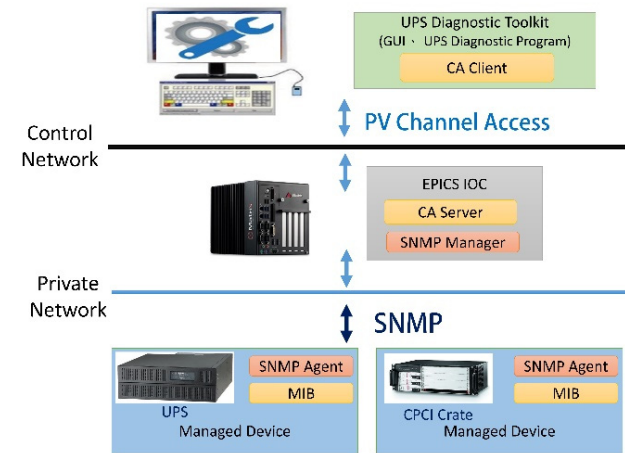 UPS Diagnostic Toolkit
(GUI、UPS Diagnostic Program)
CA Client
PV Channel Access
Control
Network
EPICS IOC
CA Server
SNMP Manager
Private
Network
SNMP
SNMP Agent
MIB
UPS
Managed Device
SNMP Agent
MIB
CPCI Crate
Managed Device